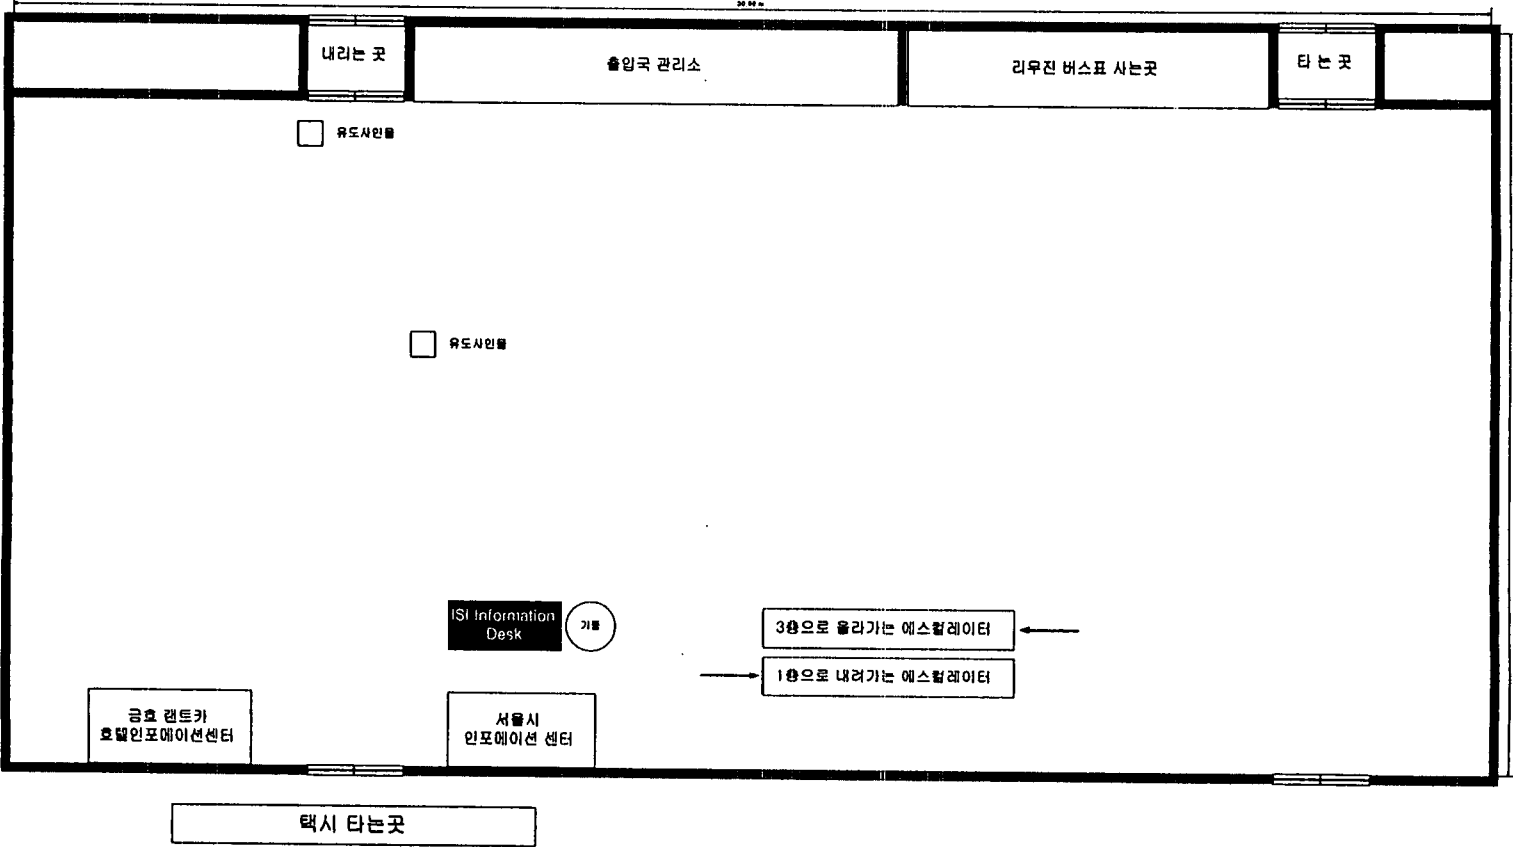 내리는 곳
출입국 관리소
리무진 버스표 사는곳
타 는 곳
유도사인물
유도사인물
ISI Information
Desk
기둥
3층으로 올라가는 에스컬레이터
1층으로 내려가는 에스컬레이터
금호 랜트카
호텔인포메이션센터
서울시
인포메이션 센터
택시 타는곳